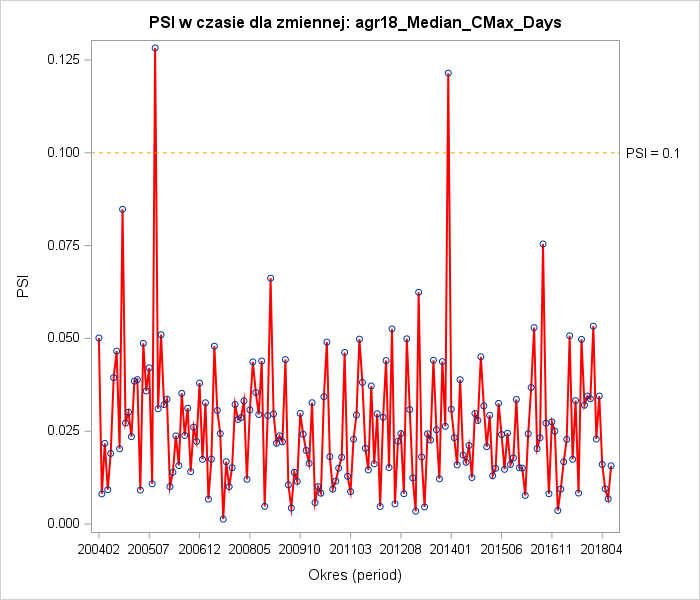 PSI w czasie dla zmiennej: agr18_Median_CMax_Days
0.125
0.100
PSI = 0.1
0.075
PSI
0.050
0.025
0.000
200402 200507 200612 200805 200910 201103 201208 201401 201506 201611 201804
Okres (period)